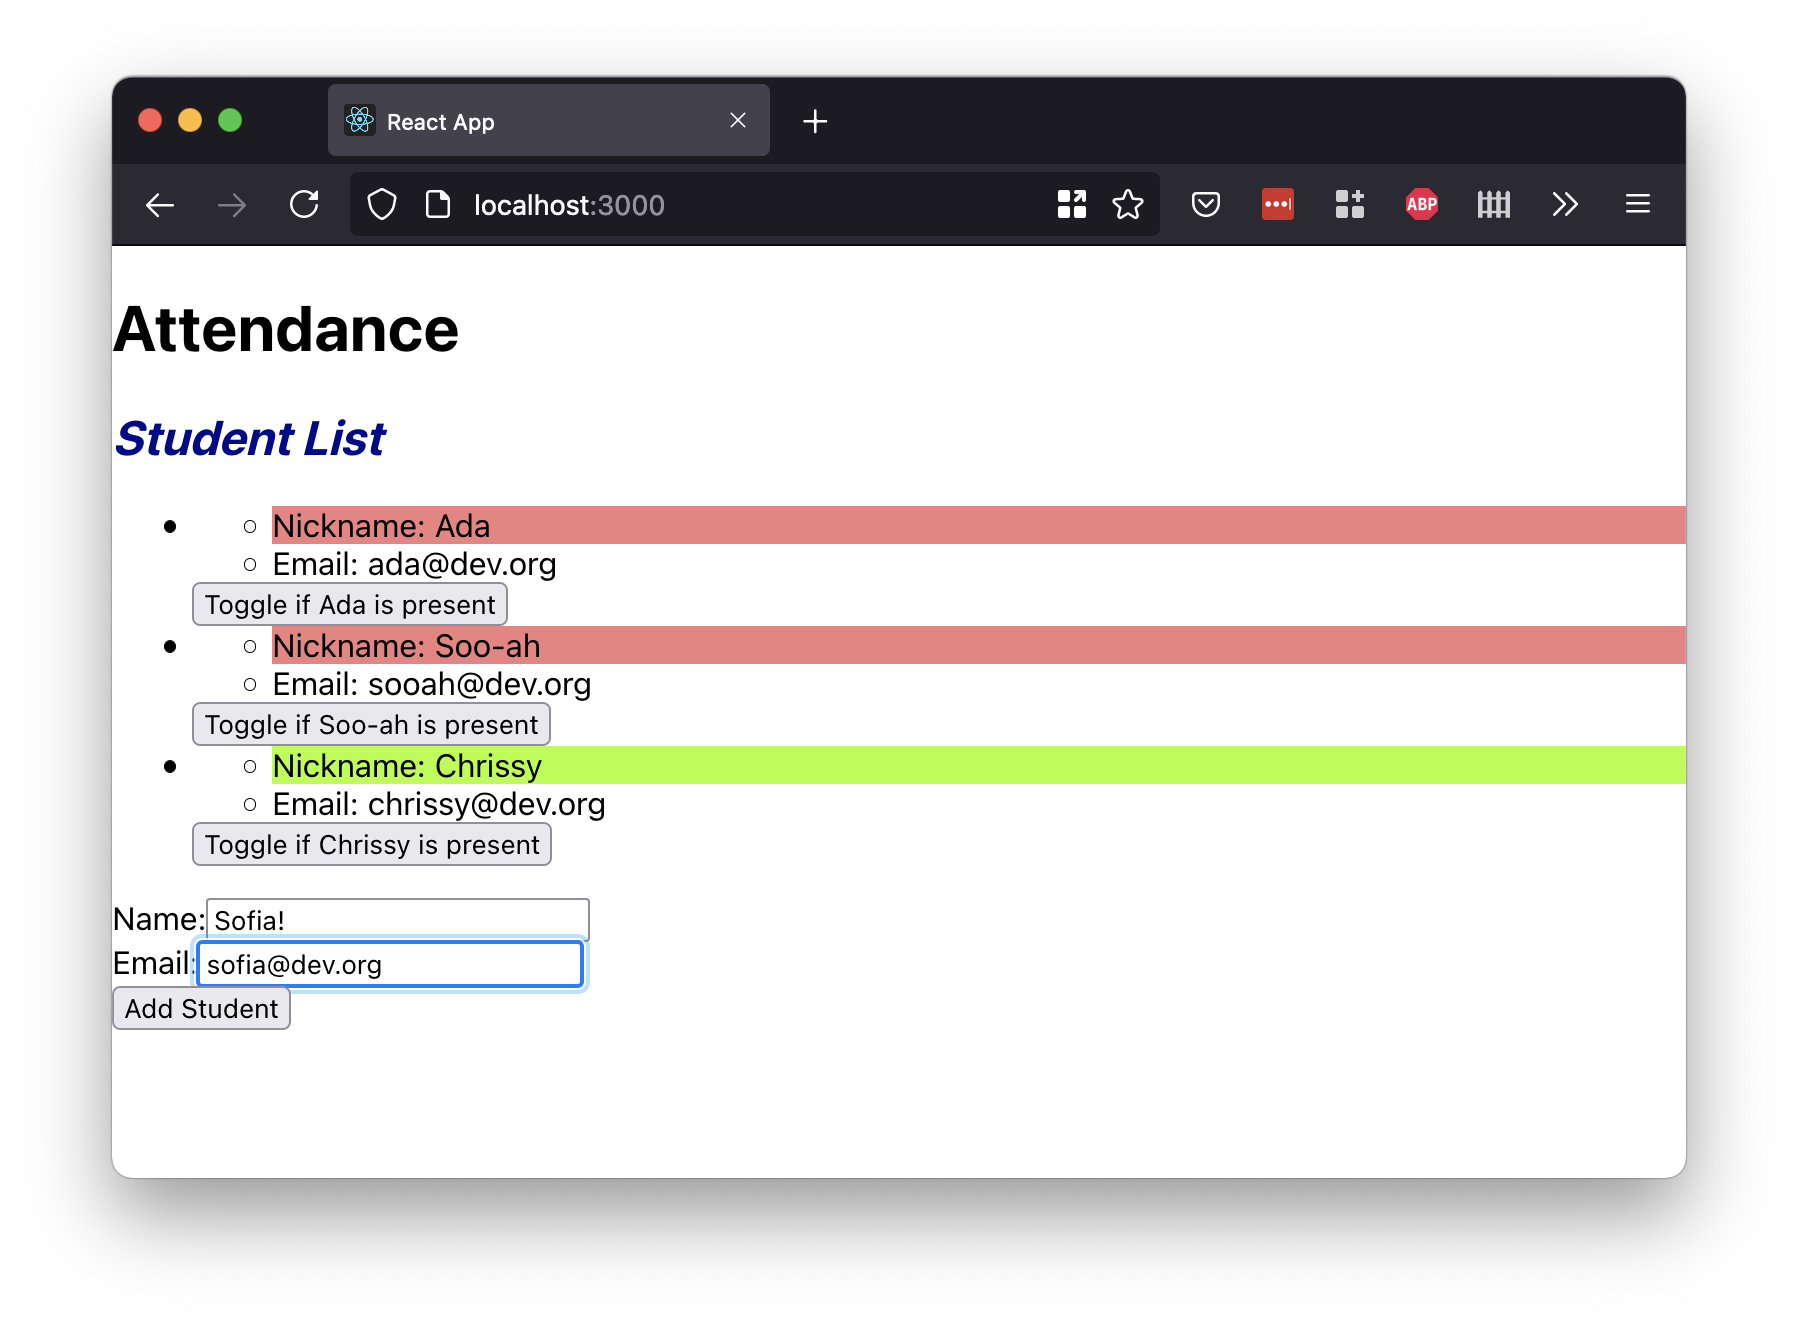 React App
localhost:3000
ABP
Attendance
Student List
Nickname: Ada
Email: ada@dev.org
Toggle if Ada is present
Nickname: Soo-ah
Email: sooah@dev.org
Toggle if Soo-ah is present
Nickname: Chrissy
Email: chrissy@dev.org
Toggle if Chrissy is present
Name: Sofia!
Email: sofia@dev.org
Add Student